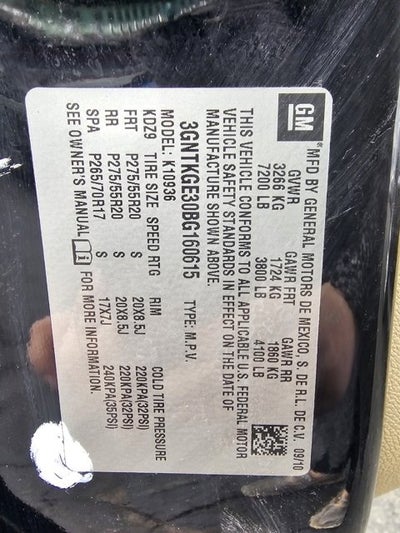 GM
MFD BY GENERAL MOTORS DE MEXICO, S. DE R.L. DE C.V. 09/10
GVWR GAWR FRT GAWR RR
3266 KG 1724 KG 1860 KG
7200 LB 3800 LB 4100 LB
THIS VEHICLE CONFORMS TO ALL APPLICABLE U.S. FEDERAL MOTOR
VEHICLE SAFETY STANDARDS IN EFFECT ON THE DATE OF
MANUFACTURE SHOWN ABOVE.
3GNTKGE30BG160615 TYPE: M.P.V.
MODEL: K10936
KDZ9 TIRE SIZE SPEED RTG RIM COLD TIRE PRESSURE
FRT P275/55R20 S 20X8.5J 220KPA(32PSI)
RR P275/55R20 S 20X8.5J 220KPA(32PSI)
SPA P265/70R17 S 17X7J 240KPA(35PSI)
SEE OWNER'S MANUAL